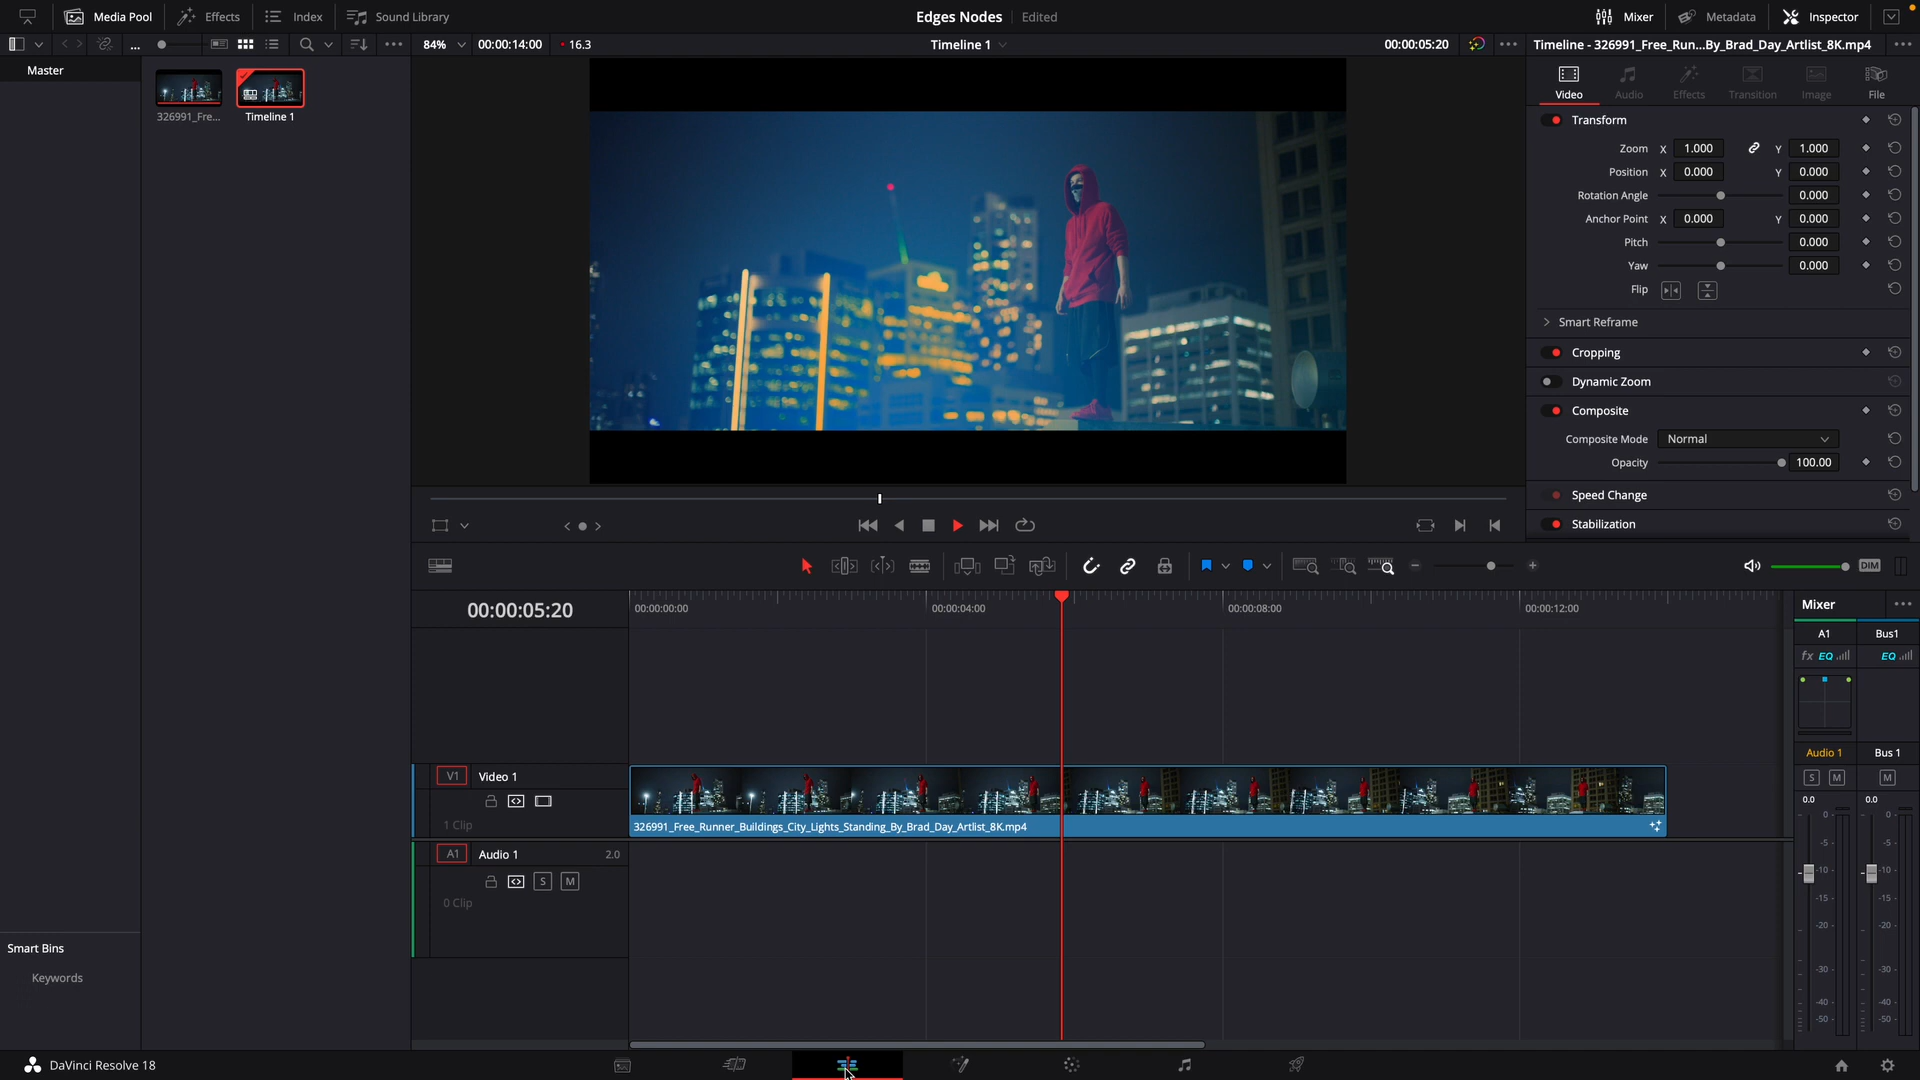 Media Pool Effects Index Sound Library Edges Nodes Edited Mixer Metadata Inspector
... 84% 00:00:14:00 16.3 Timeline 1 00:00:05:20 Timeline - 326991_Free_Run...By_Brad_Day_Artlist_8K.mp4
Master
326991_Fre... Timeline 1
Video Audio Effects Transition Image File
Transform
Zoom X 1.000 Y 1.000
Position X 0.000 Y 0.000
Rotation Angle 0.000
Anchor Point X 0.000 Y 0.000
Pitch 0.000
Yaw 0.000
Flip
Smart Reframe
Cropping
Dynamic Zoom
Composite
Composite Mode Normal
Opacity 100.00
Speed Change
Stabilization
DIM
00:00:05:20
00:00:00:00 00:00:04:00 00:00:08:00 00:00:12:00
V1 Video 1
1 Clip
326991_Free_Runner_Buildings_City_Lights_Standing_By_Brad_Day_Artlist_8K.mp4
A1 Audio 1 2.0
S M
0 Clip
Mixer
A1 Bus1
fx EQ EQ
Audio 1 Bus 1
S M M
0.0 0.0
0 0
-5 -5
-10 -10
-15 -15
-20 -20
-30 -30
-40 -40
-50 -50
Smart Bins
Keywords
DaVinci Resolve 18